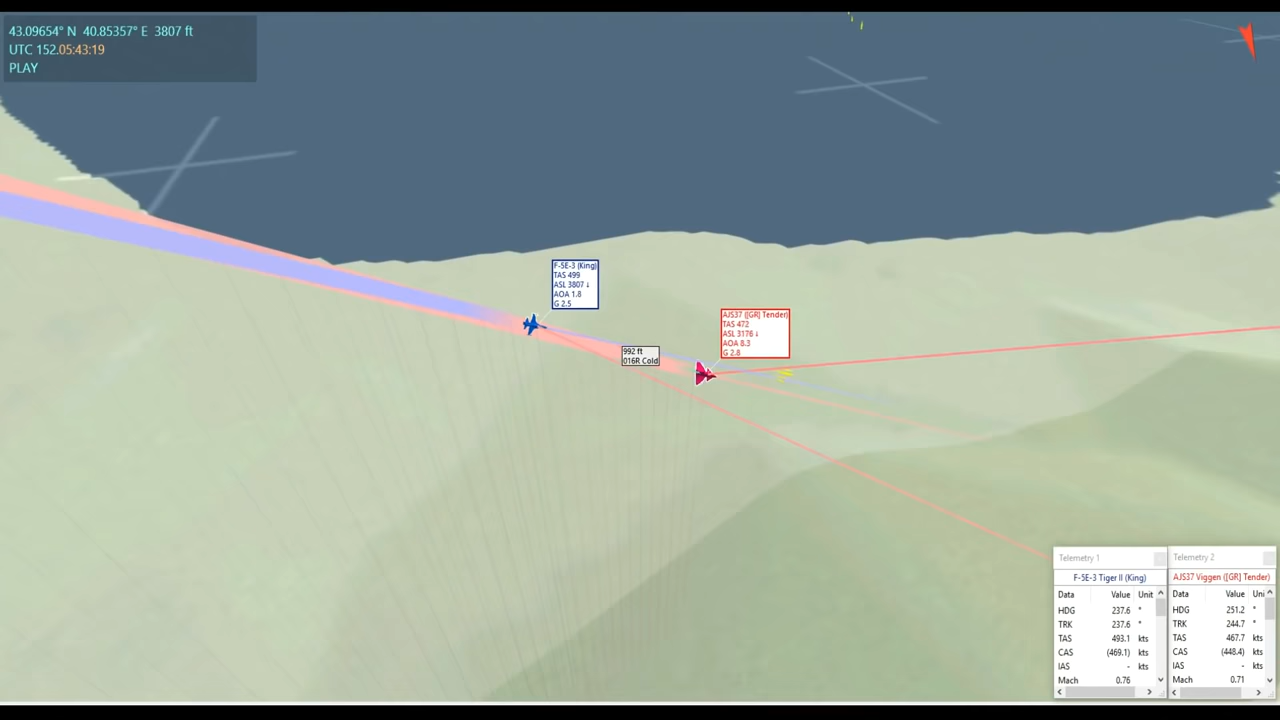 43.09654° N  40.85357° E  3807 ft
UTC 152.05:43:19
PLAY
F-5E-3 (King)
TAS 499
ASL 3807 ↓
AOA 1.8
G 2.5
AJS37 ([GR] Tender)
TAS 472
ASL 3176 ↓
AOA 8.3
G 2.8
992 ft
016R Cold
Telemetry 1
F-5E-3 Tiger II (King)
Data Value Unit
HDG 237.6 °
TRK 237.6 °
TAS 493.1 kts
CAS (469.1) kts
IAS - kts
Mach 0.76
Telemetry 2
AJS37 Viggen ([GR] Tender)
Data Value Uni
HDG 251.2 °
TRK 244.7 °
TAS 467.7 kts
CAS (448.4) kts
IAS - kts
Mach 0.71